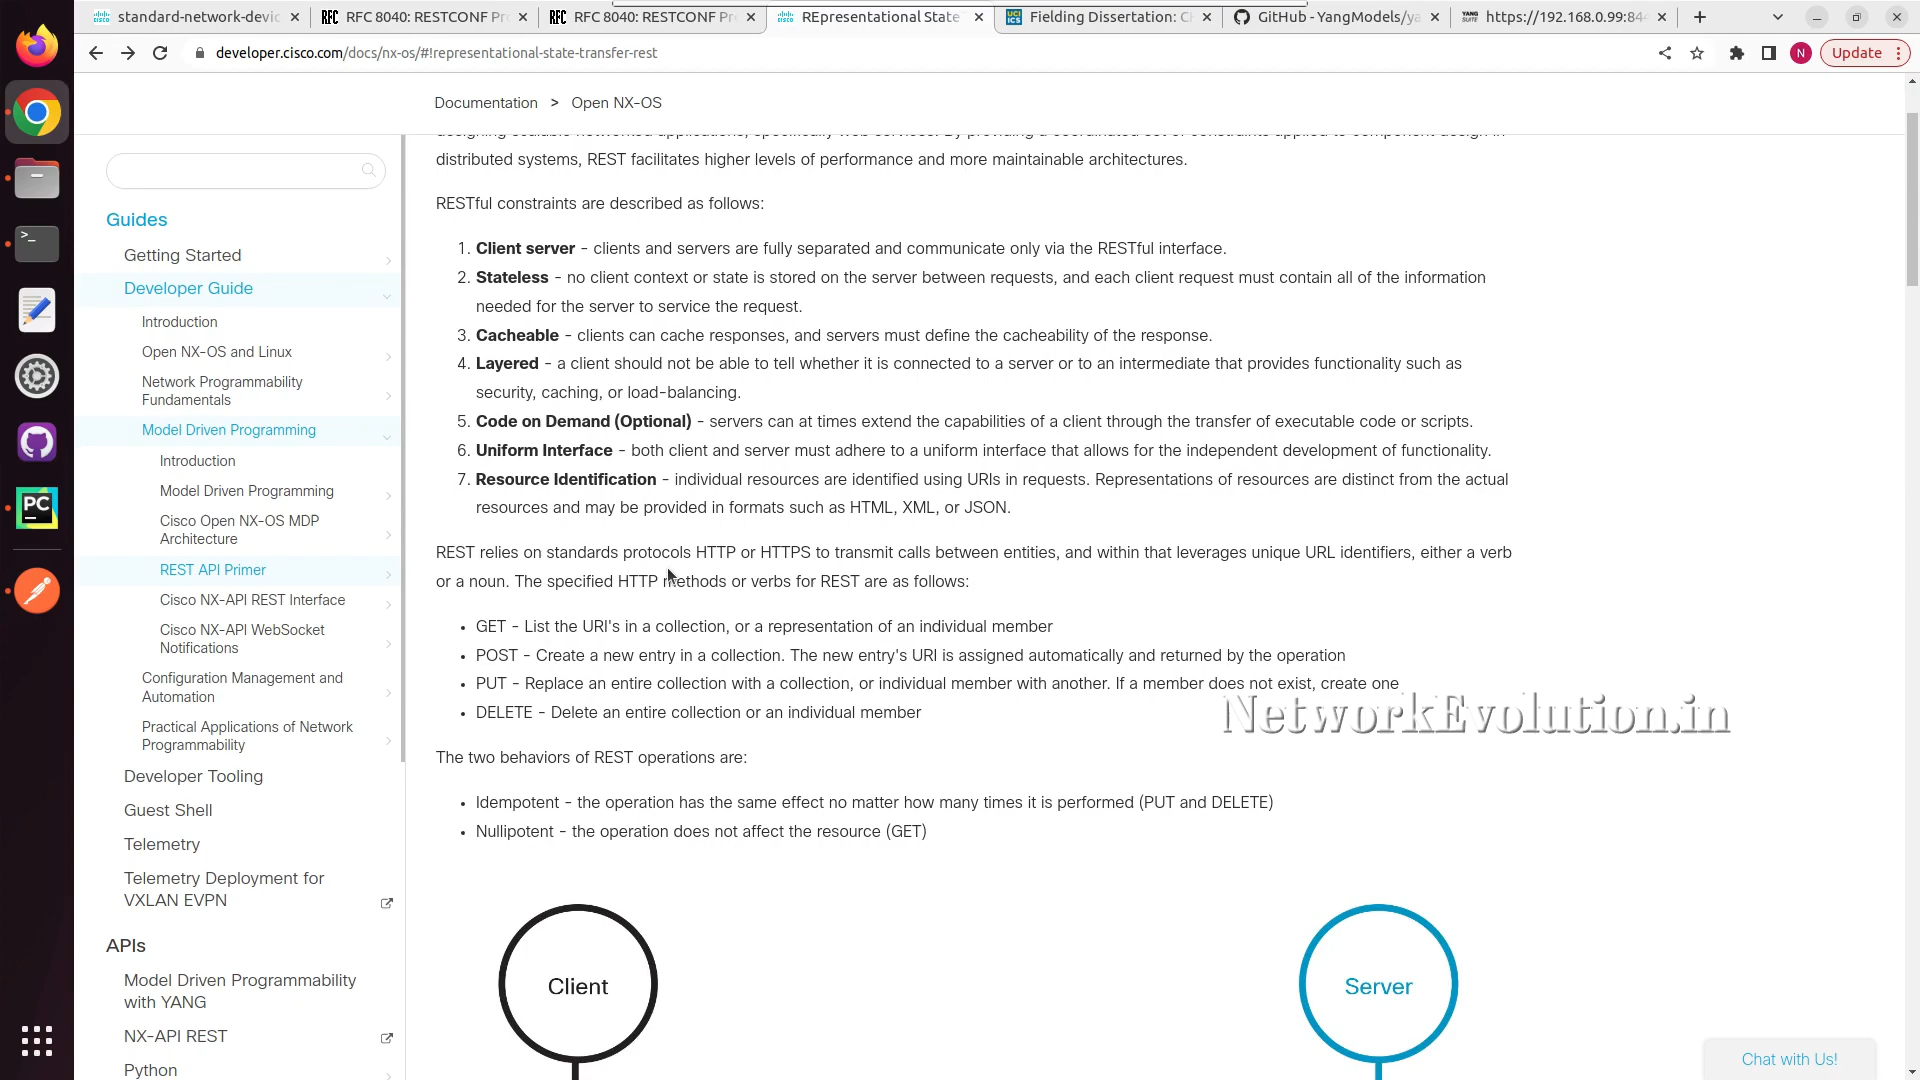 standard-network-devic
RFC RFC 8040: RESTCONF Pro
RFC RFC 8040: RESTCONF Pro
REpresentational State
UCI ICS Fielding Dissertation: C
GitHub - YangModels/ya
YANG SUITE https://192.168.0.99:844
developer.cisco.com/docs/nx-os/#!representational-state-transfer-rest
N
Update
Documentation > Open NX-OS
distributed systems, REST facilitates higher levels of performance and more maintainable architectures.
RESTful constraints are described as follows:
1. Client server - clients and servers are fully separated and communicate only via the RESTful interface.
2. Stateless - no client context or state is stored on the server between requests, and each client request must contain all of the information
needed for the server to service the request.
3. Cacheable - clients can cache responses, and servers must define the cacheability of the response.
4. Layered - a client should not be able to tell whether it is connected to a server or to an intermediate that provides functionality such as
security, caching, or load-balancing.
5. Code on Demand (Optional) - servers can at times extend the capabilities of a client through the transfer of executable code or scripts.
6. Uniform Interface - both client and server must adhere to a uniform interface that allows for the independent development of functionality.
7. Resource Identification - individual resources are identified using URIs in requests. Representations of resources are distinct from the actual
resources and may be provided in formats such as HTML, XML, or JSON.
REST relies on standards protocols HTTP or HTTPS to transmit calls between entities, and within that leverages unique URL identifiers, either a verb
or a noun. The specified HTTP methods or verbs for REST are as follows:
• GET - List the URI's in a collection, or a representation of an individual member
• POST - Create a new entry in a collection. The new entry's URI is assigned automatically and returned by the operation
• PUT - Replace an entire collection with a collection, or individual member with another. If a member does not exist, create one
• DELETE - Delete an entire collection or an individual member
NetworkEvolution.in
The two behaviors of REST operations are:
• Idempotent - the operation has the same effect no matter how many times it is performed (PUT and DELETE)
• Nullipotent - the operation does not affect the resource (GET)
Client
Server
Chat with Us!
Guides
Getting Started
Developer Guide
Introduction
Open NX-OS and Linux
Network Programmability
Fundamentals
Model Driven Programming
Introduction
Model Driven Programming
Cisco Open NX-OS MDP
Architecture
REST API Primer
Cisco NX-API REST Interface
Cisco NX-API WebSocket
Notifications
Configuration Management and
Automation
Practical Applications of Network
Programmability
Developer Tooling
Guest Shell
Telemetry
Telemetry Deployment for
VXLAN EVPN
APIs
Model Driven Programmability
with YANG
NX-API REST
Python
PC